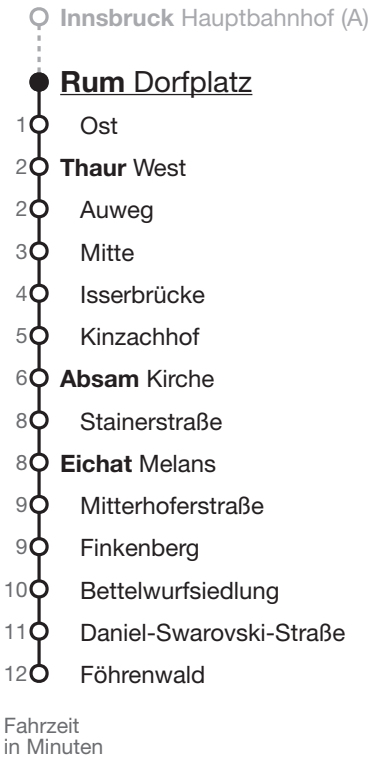 Innsbruck Hauptbahnhof (A)
Rum Dorfplatz
1 Ost
2 Thaur West
2 Auweg
3 Mitte
4 Isserbrücke
5 Kinzachhof
6 Absam Kirche
8 Stainerstraße
8 Eichat Melans
9 Mitterhoferstraße
9 Finkenberg
10 Bettelwurfsiedlung
11 Daniel-Swarovski-Straße
12 Föhrenwald
Fahrzeit
in Minuten